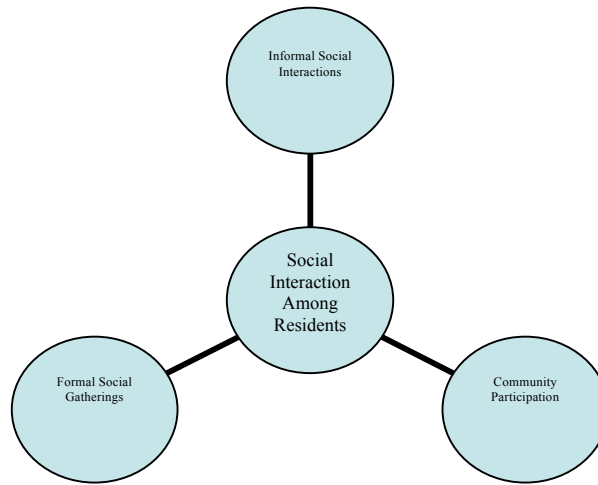 Informal Social
Interactions
Social
Interaction
Among
Residents
Formal Social
Gatherings
Community
Participation